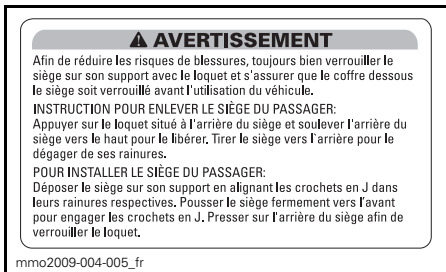 AVERTISSEMENT
Afin de réduire les risques de blessures, toujours bien verrouiller le
siège sur son support avec le loquet et s'assurer que le coffre dessous
le siège soit verrouillé avant l'utilisation du véhicule.
INSTRUCTION POUR ENLEVER LE SIÈGE DU PASSAGER:
Appuyer sur le loquet situé à l'arrière du siège et soulever l'arrière du
siège vers le haut pour le libérer. Tirer le siège vers l'arrière pour le
dégager de ses rainures.
POUR INSTALLER LE SIÈGE DU PASSAGER:
Déposer le siège sur son support en alignant les crochets en J dans
leurs rainures respectives. Pousser le siège fermement vers l'avant
pour engager les crochets en J. Presser sur l'arrière du siège afin de
verrouiller le loquet.
mmo2009-004-005_fr